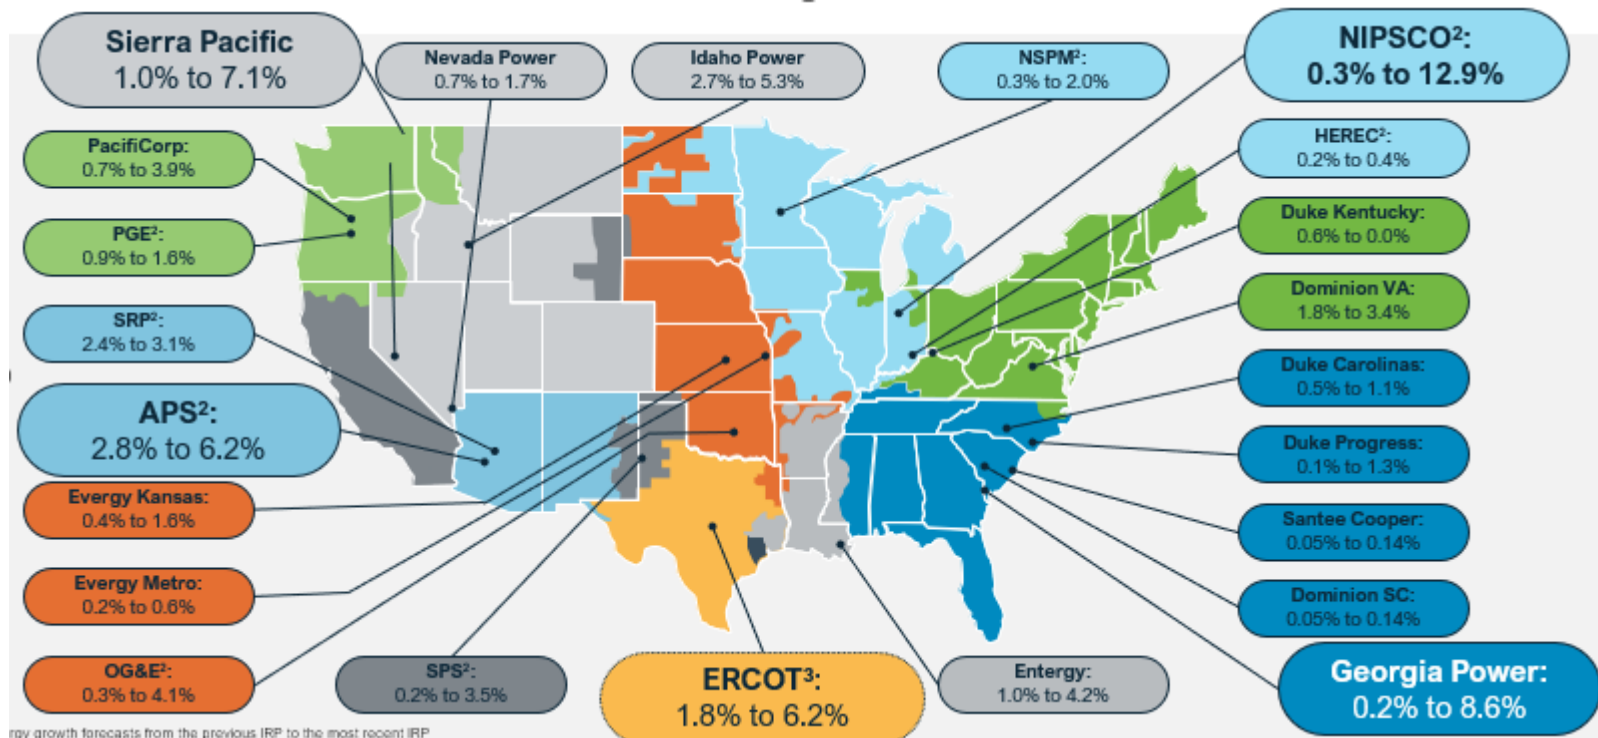 Sierra Pacific
1.0% to 7.1%
Nevada Power
0.7% to 1.7%
Idaho Power
2.7% to 5.3%
NSPM²:
0.3% to 2.0%
NIPSCO²:
0.3% to 12.9%
PacifiCorp:
0.7% to 3.9%
HEREC²:
0.2% to 0.4%
PGE²:
0.9% to 1.6%
Duke Kentucky:
0.6% to 0.0%
SRP²:
2.4% to 3.1%
Dominion VA:
1.8% to 3.4%
APS²:
2.8% to 6.2%
Duke Carolinas:
0.5% to 1.1%
Duke Progress:
0.1% to 1.3%
Evergy Kansas:
0.4% to 1.6%
Santee Cooper:
0.05% to 0.14%
Evergy Metro:
0.2% to 0.6%
Dominion SC:
0.05% to 0.14%
OG&E²:
0.3% to 4.1%
SPS²:
0.2% to 3.5%
ERCOT³:
1.8% to 6.2%
Entergy:
1.0% to 4.2%
Georgia Power:
0.2% to 8.6%
growth forecasts from the previous IRP to the most recent IRP